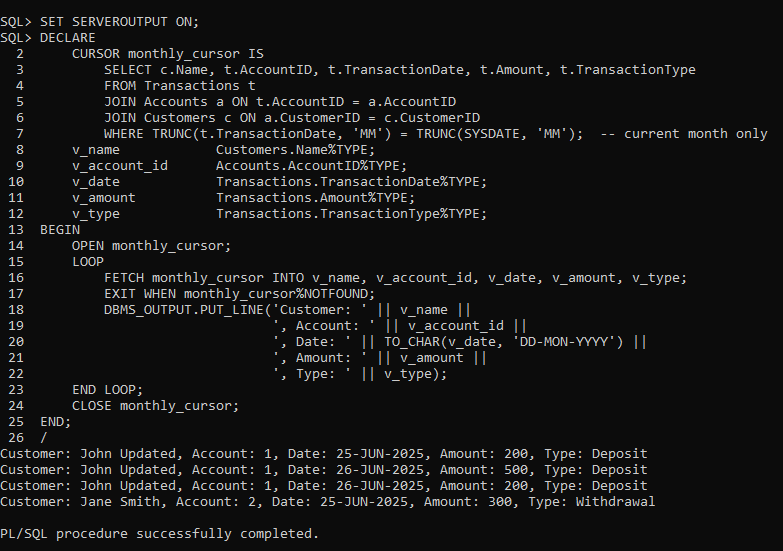 SQL> SET SERVEROUTPUT ON;
SQL> DECLARE
  2      CURSOR monthly_cursor IS
  3          SELECT c.Name, t.AccountID, t.TransactionDate, t.Amount, t.TransactionType
  4          FROM Transactions t
  5          JOIN Accounts a ON t.AccountID = a.AccountID
  6          JOIN Customers c ON a.CustomerID = c.CustomerID
  7          WHERE TRUNC(t.TransactionDate, 'MM') = TRUNC(SYSDATE, 'MM');  -- current month only
  8      v_name            Customers.Name%TYPE;
  9      v_account_id      Accounts.AccountID%TYPE;
 10      v_date            Transactions.TransactionDate%TYPE;
 11      v_amount          Transactions.Amount%TYPE;
 12      v_type            Transactions.TransactionType%TYPE;
 13  BEGIN
 14      OPEN monthly_cursor;
 15      LOOP
 16          FETCH monthly_cursor INTO v_name, v_account_id, v_date, v_amount, v_type;
 17          EXIT WHEN monthly_cursor%NOTFOUND;
 18          DBMS_OUTPUT.PUT_LINE('Customer: ' || v_name ||
 19                               ', Account: ' || v_account_id ||
 20                               ', Date: ' || TO_CHAR(v_date, 'DD-MON-YYYY') ||
 21                               ', Amount: ' || v_amount ||
 22                               ', Type: ' || v_type);
 23      END LOOP;
 24      CLOSE monthly_cursor;
 25  END;
 26  /
Customer: John Updated, Account: 1, Date: 25-JUN-2025, Amount: 200, Type: Deposit
Customer: John Updated, Account: 1, Date: 26-JUN-2025, Amount: 500, Type: Deposit
Customer: John Updated, Account: 1, Date: 26-JUN-2025, Amount: 200, Type: Deposit
Customer: Jane Smith, Account: 2, Date: 25-JUN-2025, Amount: 300, Type: Withdrawal

PL/SQL procedure successfully completed.